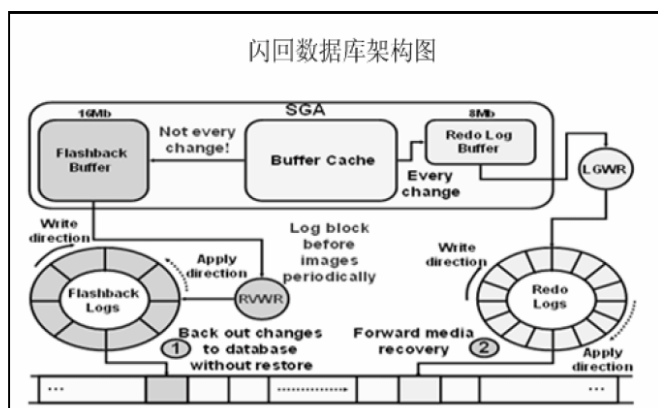 闪回数据库架构图
SGA
16Mb
8Mb
Flashback
Buffer
Not every
change!
Buffer Cache
Redo Log
Buffer
Every
change
LGWR
Write
direction
Log block
before
images
periodically
Apply
direction
Write
direction
Flashback
Logs
RVWR
Redo
Logs
1
Back out changes
to database
without restore
Forward media
recovery
2
Apply
direction
...
...